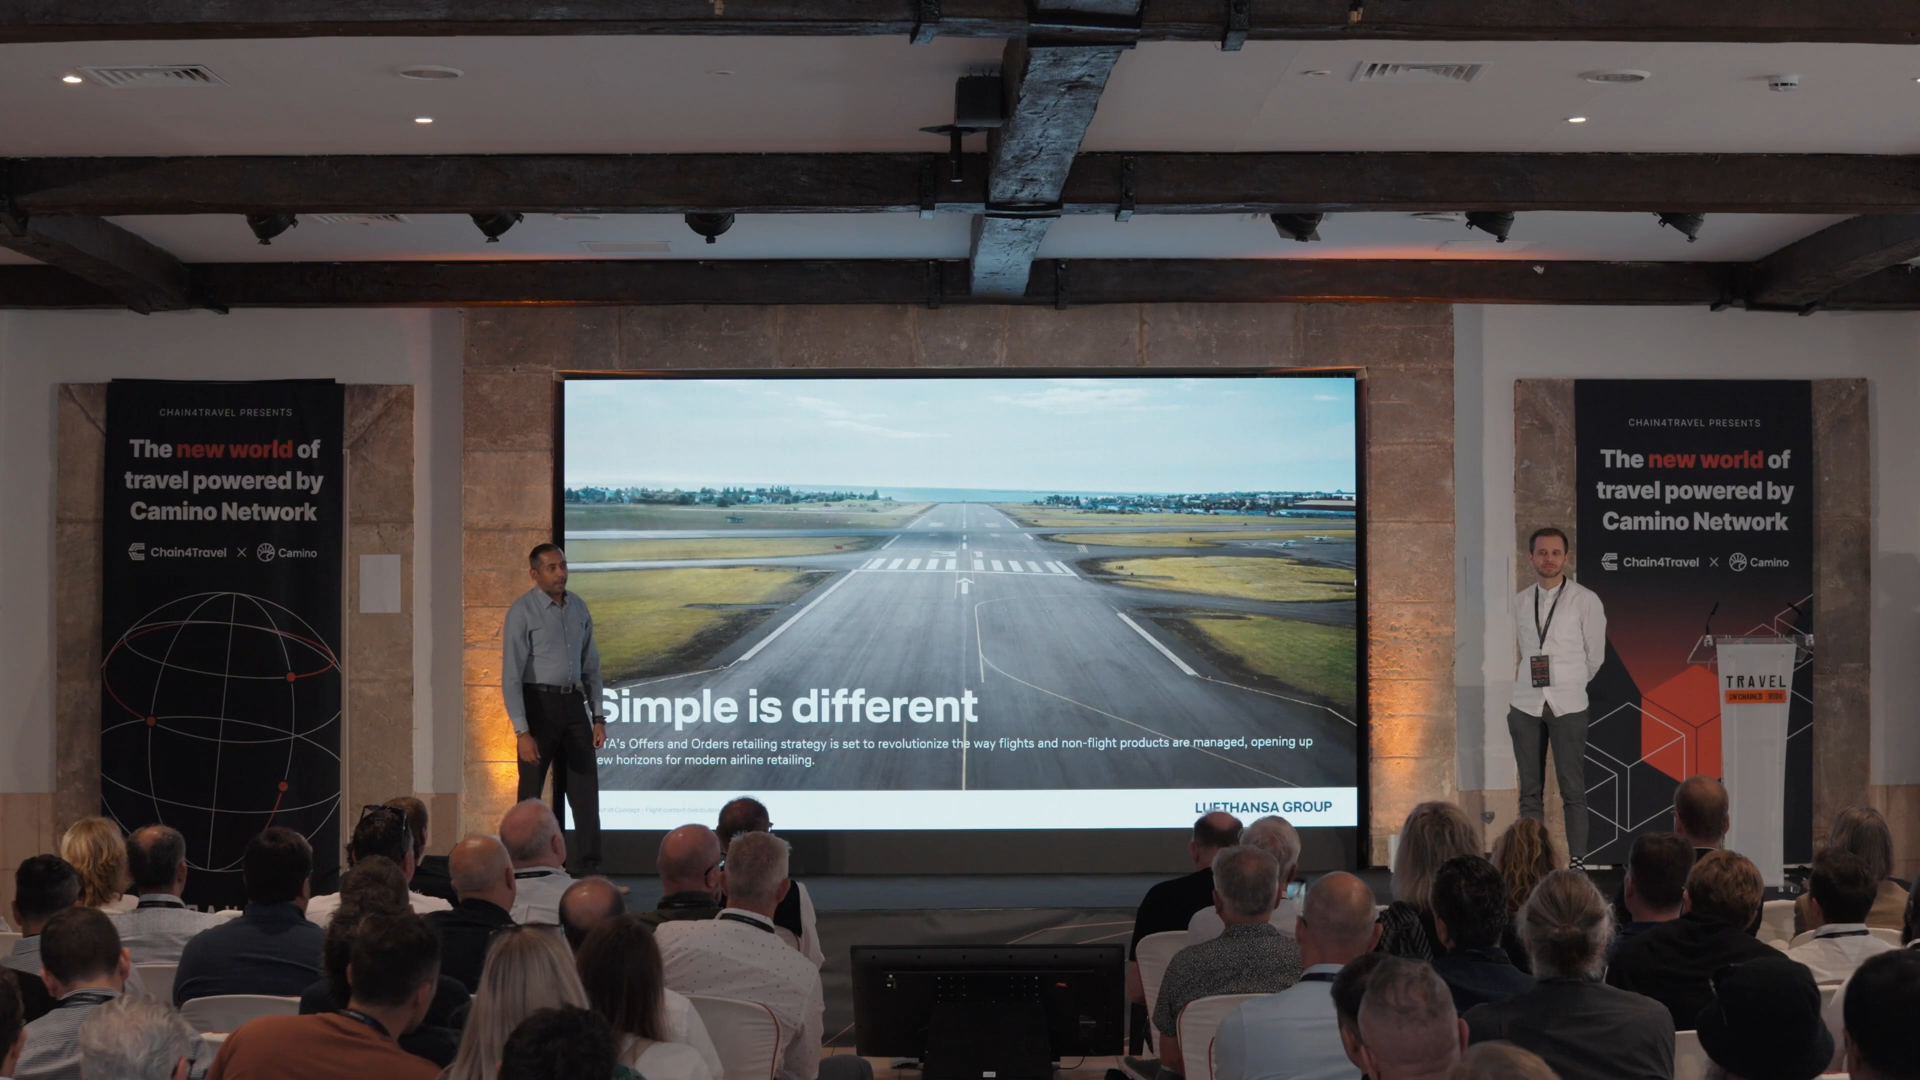 CHAIN4TRAVEL PRESENTS
The new world of
travel powered by
Camino Network
Chain4Travel X Camino
Simple is different
TA's Offers and Orders retailing strategy is set to revolutionize the way flights and non-flight products are managed, opening up
ew horizons for modern airline retailing.
LUFTHANSA GROUP
CHAIN4TRAVEL PRESENTS
The new world of
travel powered by
Camino Network
Chain4Travel X Camino
TRAVEL